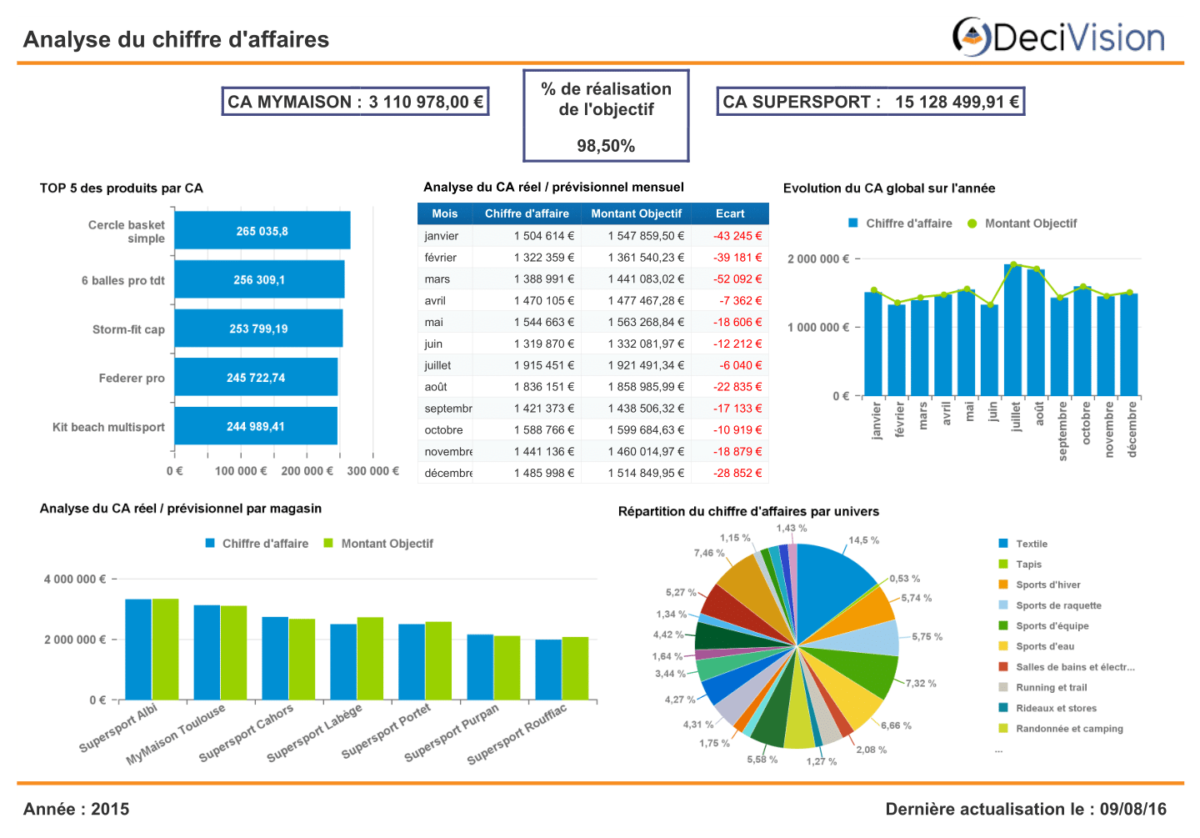 Analyse du chiffre d'affaires
DeciVision
CA MYMAISON : 3 110 978,00 €
% de réalisation
de l'objectif
98,50%
CA SUPERSPORT : 15 128 499,91 €
TOP 5 des produits par CA
Cercle basket
simple
265 035,8
6 balles pro tdt
256 309,1
Storm-fit cap
253 799,19
Federer pro
245 722,74
Kit beach multisport
244 989,41
0 € 100 000 € 200 000 € 300 000 €
Analyse du CA réel / prévisionnel mensuel
Mois Chiffre d'affaire Montant Objectif Ecart
janvier 1 504 614 € 1 547 859,50 € -43 245 €
février 1 322 359 € 1 361 540,23 € -39 181 €
mars 1 388 991 € 1 441 083,02 € -52 092 €
avril 1 470 105 € 1 477 467,28 € -7 362 €
mai 1 544 663 € 1 563 268,84 € -18 606 €
juin 1 319 870 € 1 332 081,97 € -12 212 €
juillet 1 915 451 € 1 921 491,34 € -6 040 €
août 1 836 151 € 1 858 985,99 € -22 835 €
septembr 1 421 373 € 1 438 506,32 € -17 133 €
octobre 1 588 766 € 1 599 684,63 € -10 919 €
novembre 1 441 136 € 1 460 014,97 € -18 879 €
décembre 1 485 998 € 1 514 849,95 € -28 852 €
Evolution du CA global sur l'année
Chiffre d'affaire Montant Objectif
2 000 000 €
1 000 000 €
0 €
janvier
février
mars
avril
mai
juin
juillet
août
septembre
octobre
novembre
décembre
Analyse du CA réel / prévisionnel par magasin
Chiffre d'affaire Montant Objectif
4 000 000 €
2 000 000 €
0 €
Supersport Albi
MyMaison Toulouse
Supersport Cahors
Supersport Labège
Supersport Portet
Supersport Purpan
Supersport Rouffiac
Répartition du chiffre d'affaires par univers
14,5 %
0,53 %
5,74 %
5,75 %
7,32 %
6,66 %
2,08 %
1,27 %
5,58 %
1,75 %
4,31 %
4,27 %
3,44 %
1,64 %
4,42 %
1,34 %
5,27 %
7,46 %
1,15 %
1,43 %
Textile
Tapis
Sports d'hiver
Sports de raquette
Sports d'équipe
Sports d'eau
Salles de bains et électr...
Running et trail
Rideaux et stores
Randonnée et camping
...
Année : 2015
Dernière actualisation le : 09/08/16